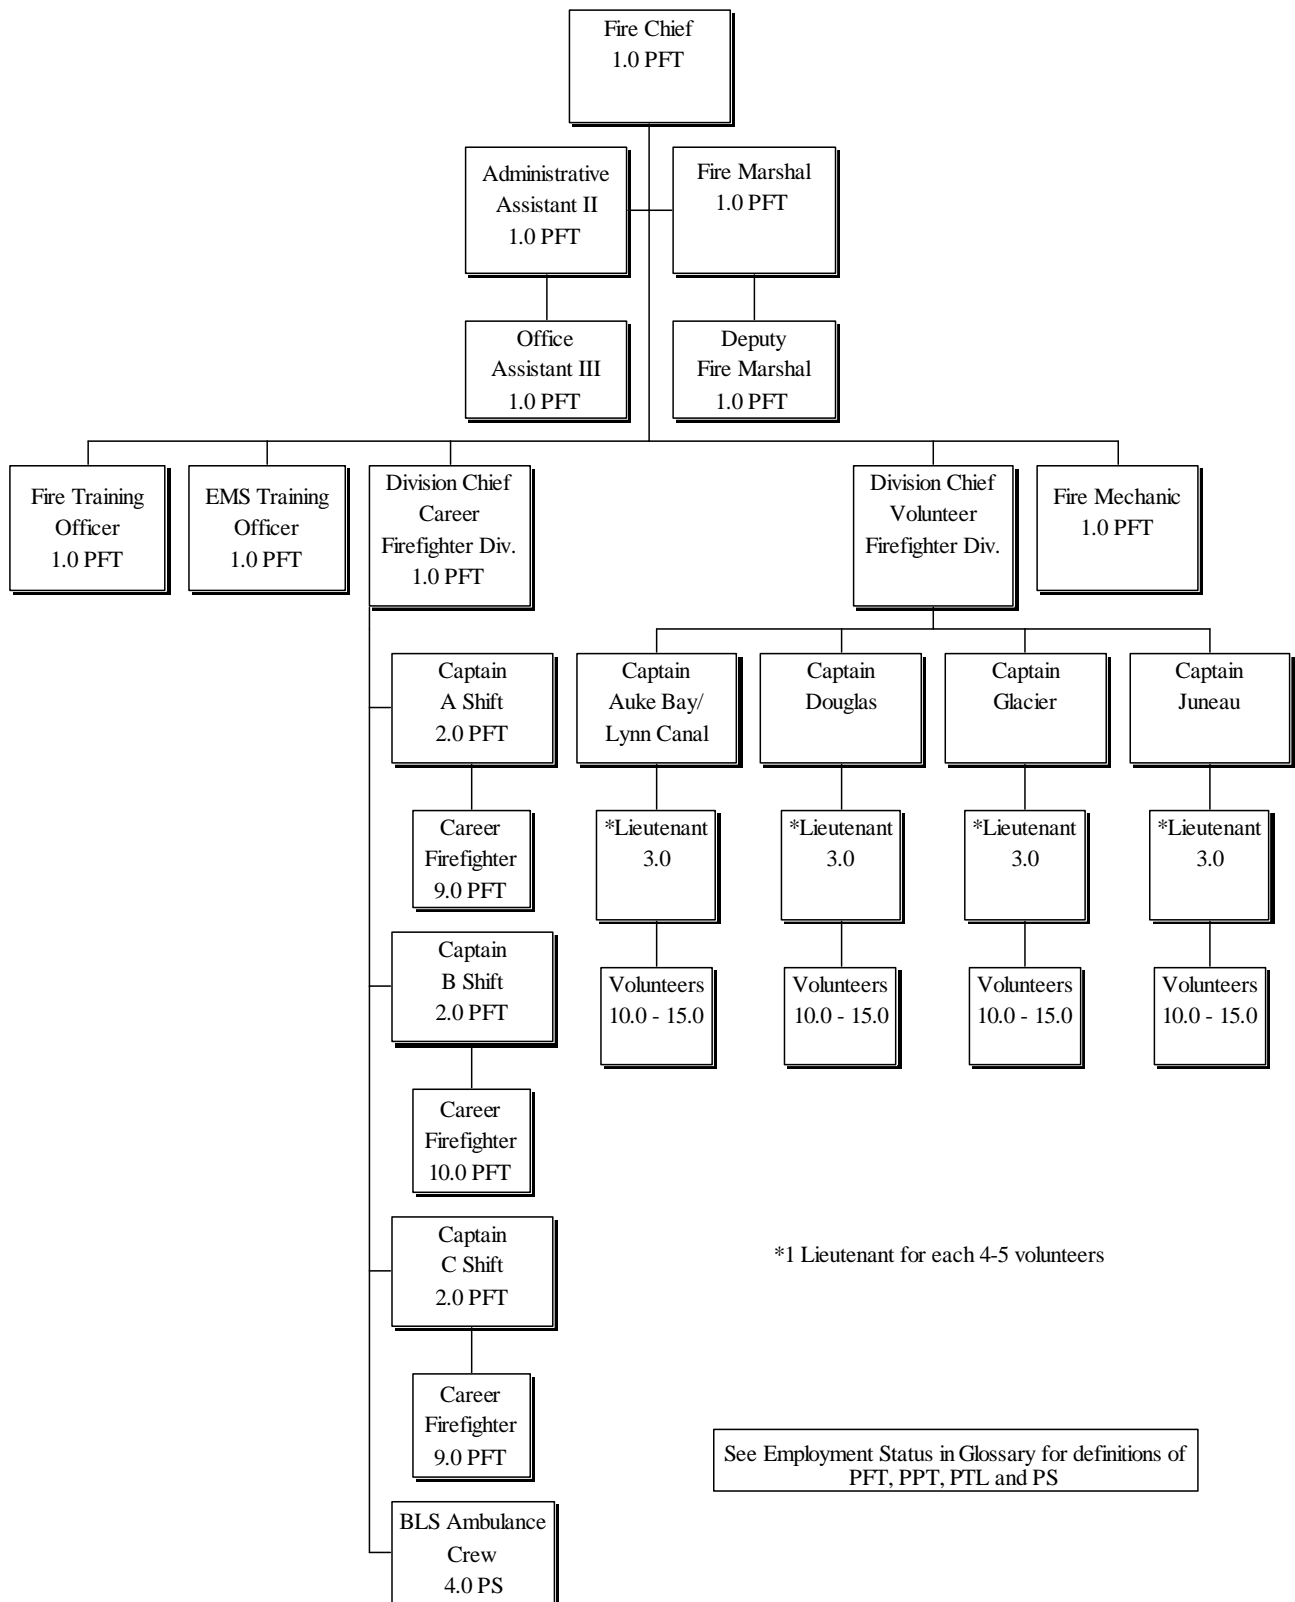 Fire Chief
1.0 PFT
Administrative
Assistant II
1.0 PFT
Fire Marshal
1.0 PFT
Office
Assistant III
1.0 PFT
Deputy
Fire Marshal
1.0 PFT
Fire Training
Officer
1.0 PFT
EMS Training
Officer
1.0 PFT
Division Chief
Career
Firefighter Div.
1.0 PFT
Division Chief
Volunteer
Firefighter Div.
Fire Mechanic
1.0 PFT
Captain
A Shift
2.0 PFT
Captain
Auke Bay/
Lynn Canal
Captain
Douglas
Captain
Glacier
Captain
Juneau
Career
Firefighter
9.0 PFT
*Lieutenant
3.0
*Lieutenant
3.0
*Lieutenant
3.0
*Lieutenant
3.0
Captain
B Shift
2.0 PFT
Volunteers
10.0 - 15.0
Volunteers
10.0 - 15.0
Volunteers
10.0 - 15.0
Volunteers
10.0 - 15.0
Career
Firefighter
10.0 PFT
Captain
C Shift
2.0 PFT
*1 Lieutenant for each 4-5 volunteers
Career
Firefighter
9.0 PFT
See Employment Status in Glossary for definitions of
PFT, PPT, PTL and PS
BLS Ambulance
Crew
4.0 PS